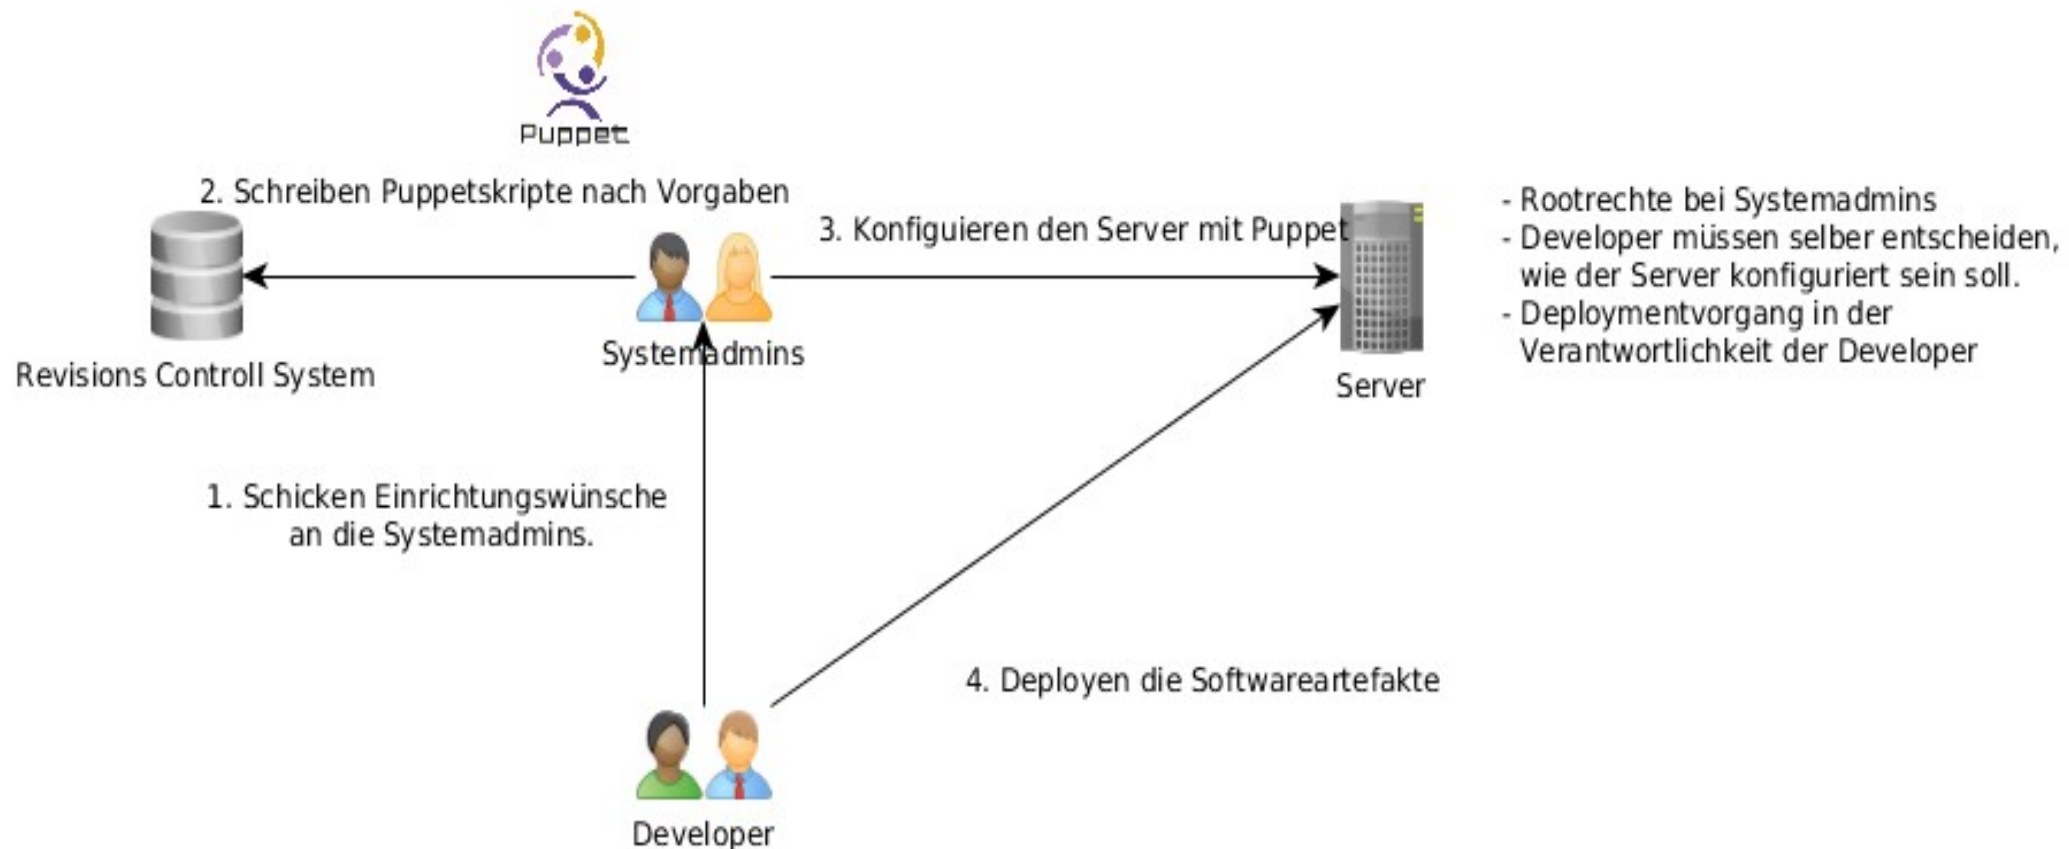 Puppet
2. Schreiben Puppetskripte nach Vorgaben
3. Konfiguieren den Server mit Puppet
- Rootrechte bei Systemadmins
- Developer müssen selber entscheiden,
wie der Server konfiguriert sein soll.
- Deploymentvorgang in der
Verantwortlichkeit der Developer
Systemadmins
Revisions Controll System
Server
1. Schicken Einrichtungswünsche
an die Systemadmins.
4. Deployen die Softwareartefakte
Developer